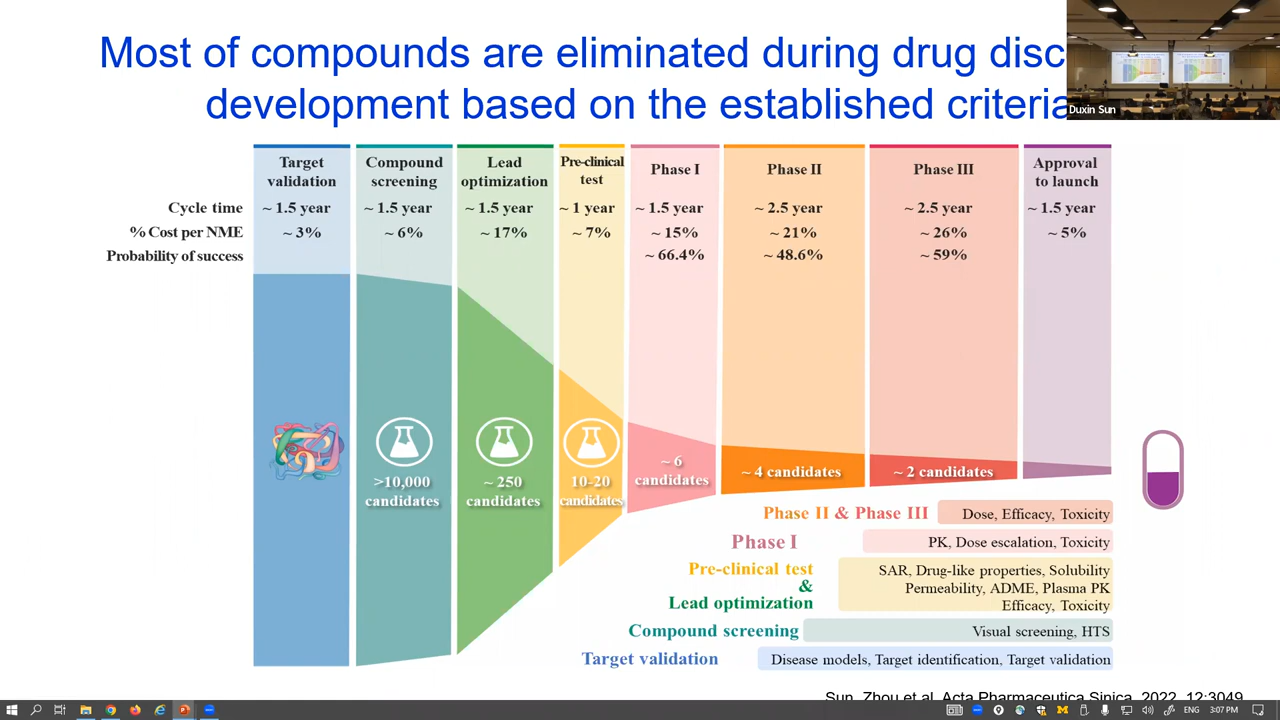 Most of compounds are eliminated during drug disc
development based on the established criteria
Duxin Sun
Target validation
Compound screening
Lead optimization
Pre-clinical test
Phase I
Phase II
Phase III
Approval to launch
Cycle time ~ 1.5 year ~ 1.5 year ~ 1.5 year ~ 1 year ~ 1.5 year ~ 2.5 year ~ 2.5 year ~ 1.5 year
% Cost per NME ~ 3% ~ 6% ~ 17% ~ 7% ~ 15% ~ 21% ~ 26% ~ 5%
Probability of success ~ 66.4% ~ 48.6% ~ 59%
>10,000 candidates
~ 250 candidates
10-20 candidates
~ 6 candidates
~ 4 candidates
~ 2 candidates
Phase II & Phase III Dose, Efficacy, Toxicity
Phase I PK, Dose escalation, Toxicity
Pre-clinical test
&
Lead optimization
SAR, Drug-like properties, Solubility
Permeability, ADME, Plasma PK
Efficacy, Toxicity
Compound screening Visual screening, HTS
Target validation Disease models, Target identification, Target validation
Sun, Zhou et al. Acta Pharmaceutica Sinica, 2022, 12:3049
ENG 3:07 PM